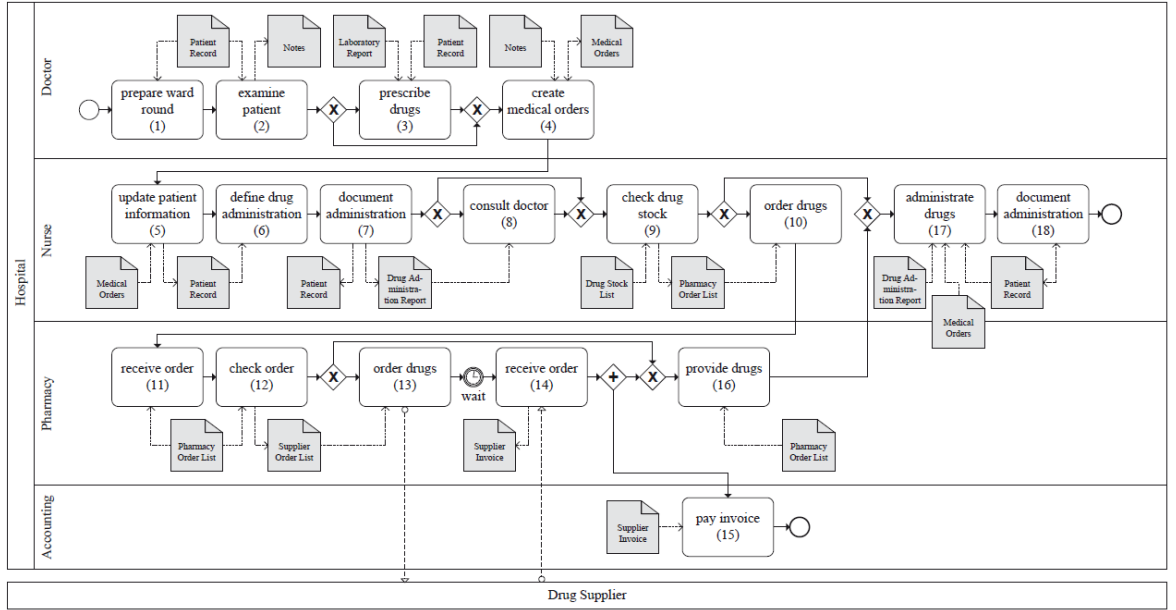 Hospital
Doctor
Patient
Record
Notes
Laboratory
Report
Patient
Record
Notes
Medical
Orders
prepare ward
round
(1)
examine
patient
(2)
X
prescribe
drugs
(3)
X
create
medical orders
(4)
Nurse
update patient
information
(5)
define drug
administration
(6)
document
administration
(7)
X
consult doctor
(8)
X
check drug
stock
(9)
X
order drugs
(10)
X
administrate
drugs
(17)
document
administration
(18)
Medical
Orders
Patient
Record
Patient
Record
Drug Ad-
ministra-
tion Report
Drug Stock
List
Pharmacy
Order List
Drug Ad-
ministra-
tion Report
Medical
Orders
Patient
Record
Pharmacy
receive order
(11)
check order
(12)
X
order drugs
(13)
wait
receive order
(14)
+
X
provide drugs
(16)
Pharmacy
Order List
Supplier
Order List
Supplier
Invoice
Pharmacy
Order List
Accounting
Supplier
Invoice
pay invoice
(15)
Drug Supplier